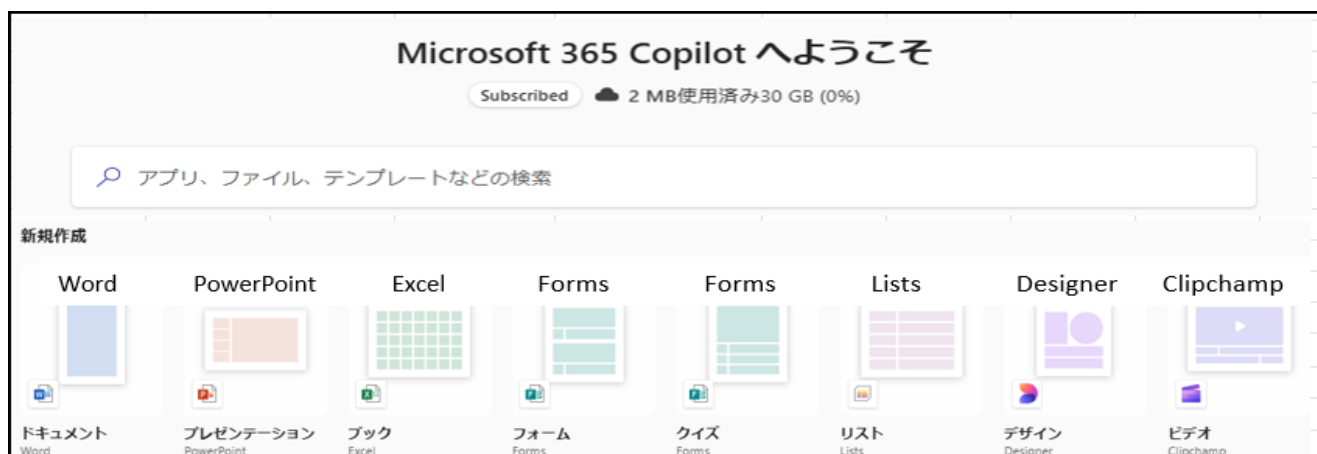 Microsoft 365 Copilot へようこそ
Subscribed 2 MB使用済み30 GB (0%)
アプリ、ファイル、テンプレートなどの検索
新規作成
Word PowerPoint Excel Forms Forms Lists Designer Clipchamp
ドキュメント プレゼンテーション ブック フォーム クイズ リスト デザイン ビデオ
Word PowerPoint Excel Forms Forms Lists Designer Clipchamp